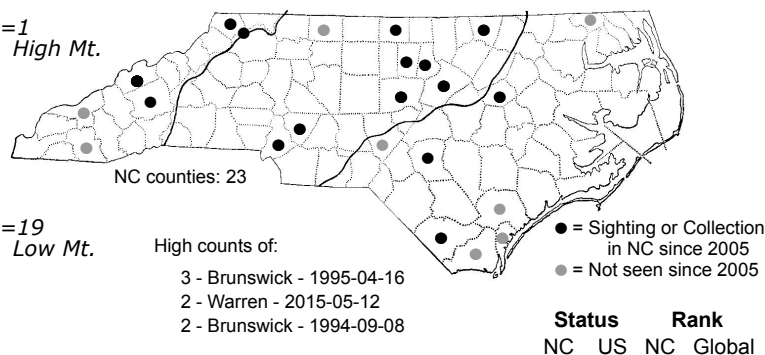 =1
High Mt.
NC counties: 23
=19
Low Mt.
High counts of:
3 - Brunswick - 1995-04-16
2 - Warren - 2015-05-12
2 - Brunswick - 1994-09-08
= Sighting or Collection
in NC since 2005
= Not seen since 2005
Status Rank
NC US NC Global